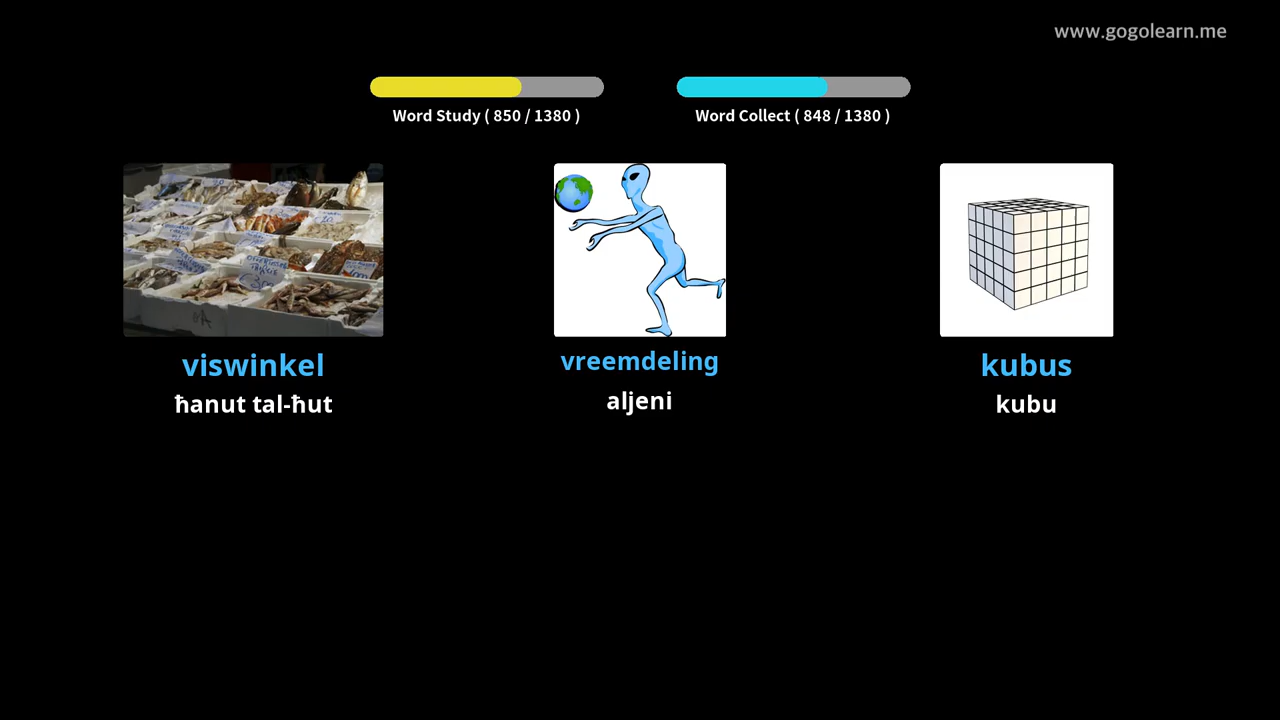 www.gogolearn.me
Word Study ( 850 / 1380 )
Word Collect ( 848 / 1380 )
viswinkel
vreemdeling
kubus
ħanut tal-ħut
aljeni
kubu